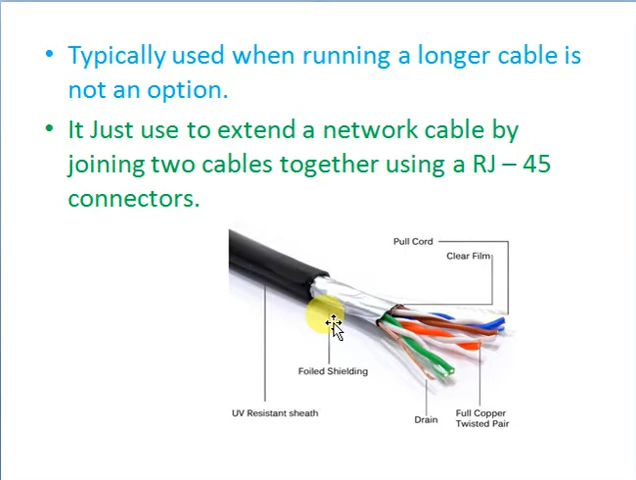 • Typically used when running a longer cable is
not an option.
• It Just use to extend a network cable by
joining two cables together using a RJ – 45
connectors.
Pull Cord
Clear Film
Foiled Shielding
UV Resistant sheath
Drain
Full Copper
Twisted Pair